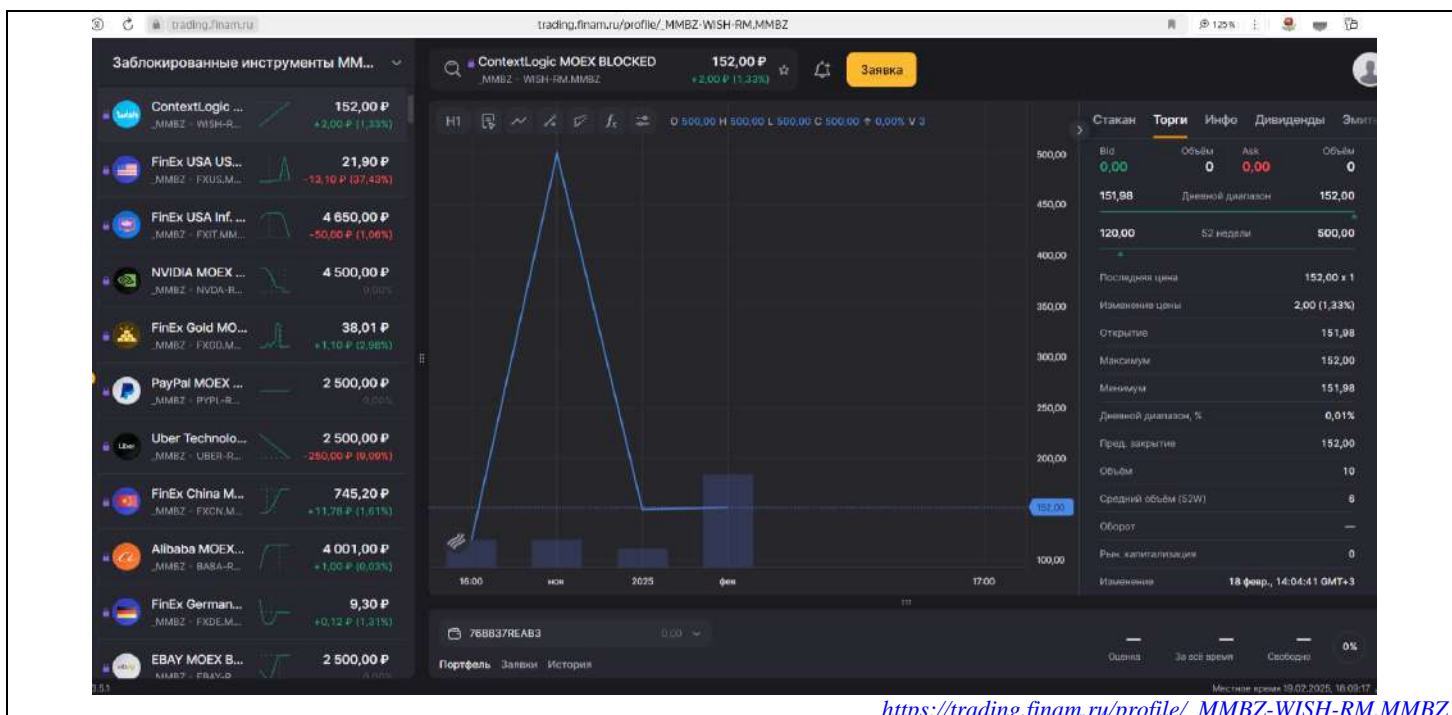 trading.finam.ru
trading.finam.ru/profile/_MMBZ-WISH-RM.MMBZ
125 %
Заблокированные инструменты MM...
ContextLogic MOEX BLOCKED 152,00 ₽
_MMBZ · WISH-RM.MMBZ +2,00 ₽ (1,33%)
Заявка
ContextLogic ... 152,00 ₽
_MMBZ · WISH-R... +2,00 ₽ (1,33%)
FinEx USA US... 21,90 ₽
_MMBZ · FXUS.M... -13,10 ₽ (37,43%)
FinEx USA Inf. ... 4 650,00 ₽
_MMBZ · FXIT.MM... -50,00 ₽ (1,06%)
NVIDIA MOEX ... 4 500,00 ₽
_MMBZ · NVDA-R... 0,00%
FinEx Gold MO... 38,01 ₽
_MMBZ · FXGD.M... +1,10 ₽ (2,98%)
PayPal MOEX ... 2 500,00 ₽
_MMBZ · PYPL-R... 0,00%
Uber Technolo... 2 500,00 ₽
_MMBZ · UBER-R... -250,00 ₽ (9,09%)
FinEx China M... 745,20 ₽
_MMBZ · FXCN.M... +11,78 ₽ (1,61%)
Alibaba MOEX... 4 001,00 ₽
_MMBZ · BABA-R... +1,00 ₽ (0,03%)
FinEx German... 9,30 ₽
_MMBZ · FXDE.M... +0,12 ₽ (1,31%)
EBAY MOEX B... 2 500,00 ₽
_MMBZ · EBAY-R 0,00%
3.5.1
H1
O 500,00 H 500,00 L 500,00 C 500,00 ↑ 0,00% V 3
500,00
450,00
400,00
350,00
300,00
250,00
200,00
152,00
100,00
16:00 ноя 2025 фев 17:00
768837REAB3 0,00
Портфель Заявки История
Стакан Торги Инфо Дивиденды Эмит
Bid Объём Ask Объём
0,00 0 0,00 0
151,98 Дневной диапазон 152,00
120,00 52 недели 500,00
Последняя цена 152,00 x 1
Изменение цены 2,00 (1,33%)
Открытие 151,98
Максимум 152,00
Минимум 151,98
Дневной диапазон, % 0,01%
Пред. закрытие 152,00
Объём 10
Средний объём (52W) 6
Оборот —
Рын. капитализация 0
Изменение 18 февр., 14:04:41 GMT+3
— — — 0%
Оценка За всё время Свободно
Местное время 19.02.2025, 16:09:17
https://trading.finam.ru/profile/_MMBZ-WISH-RM.MMBZ